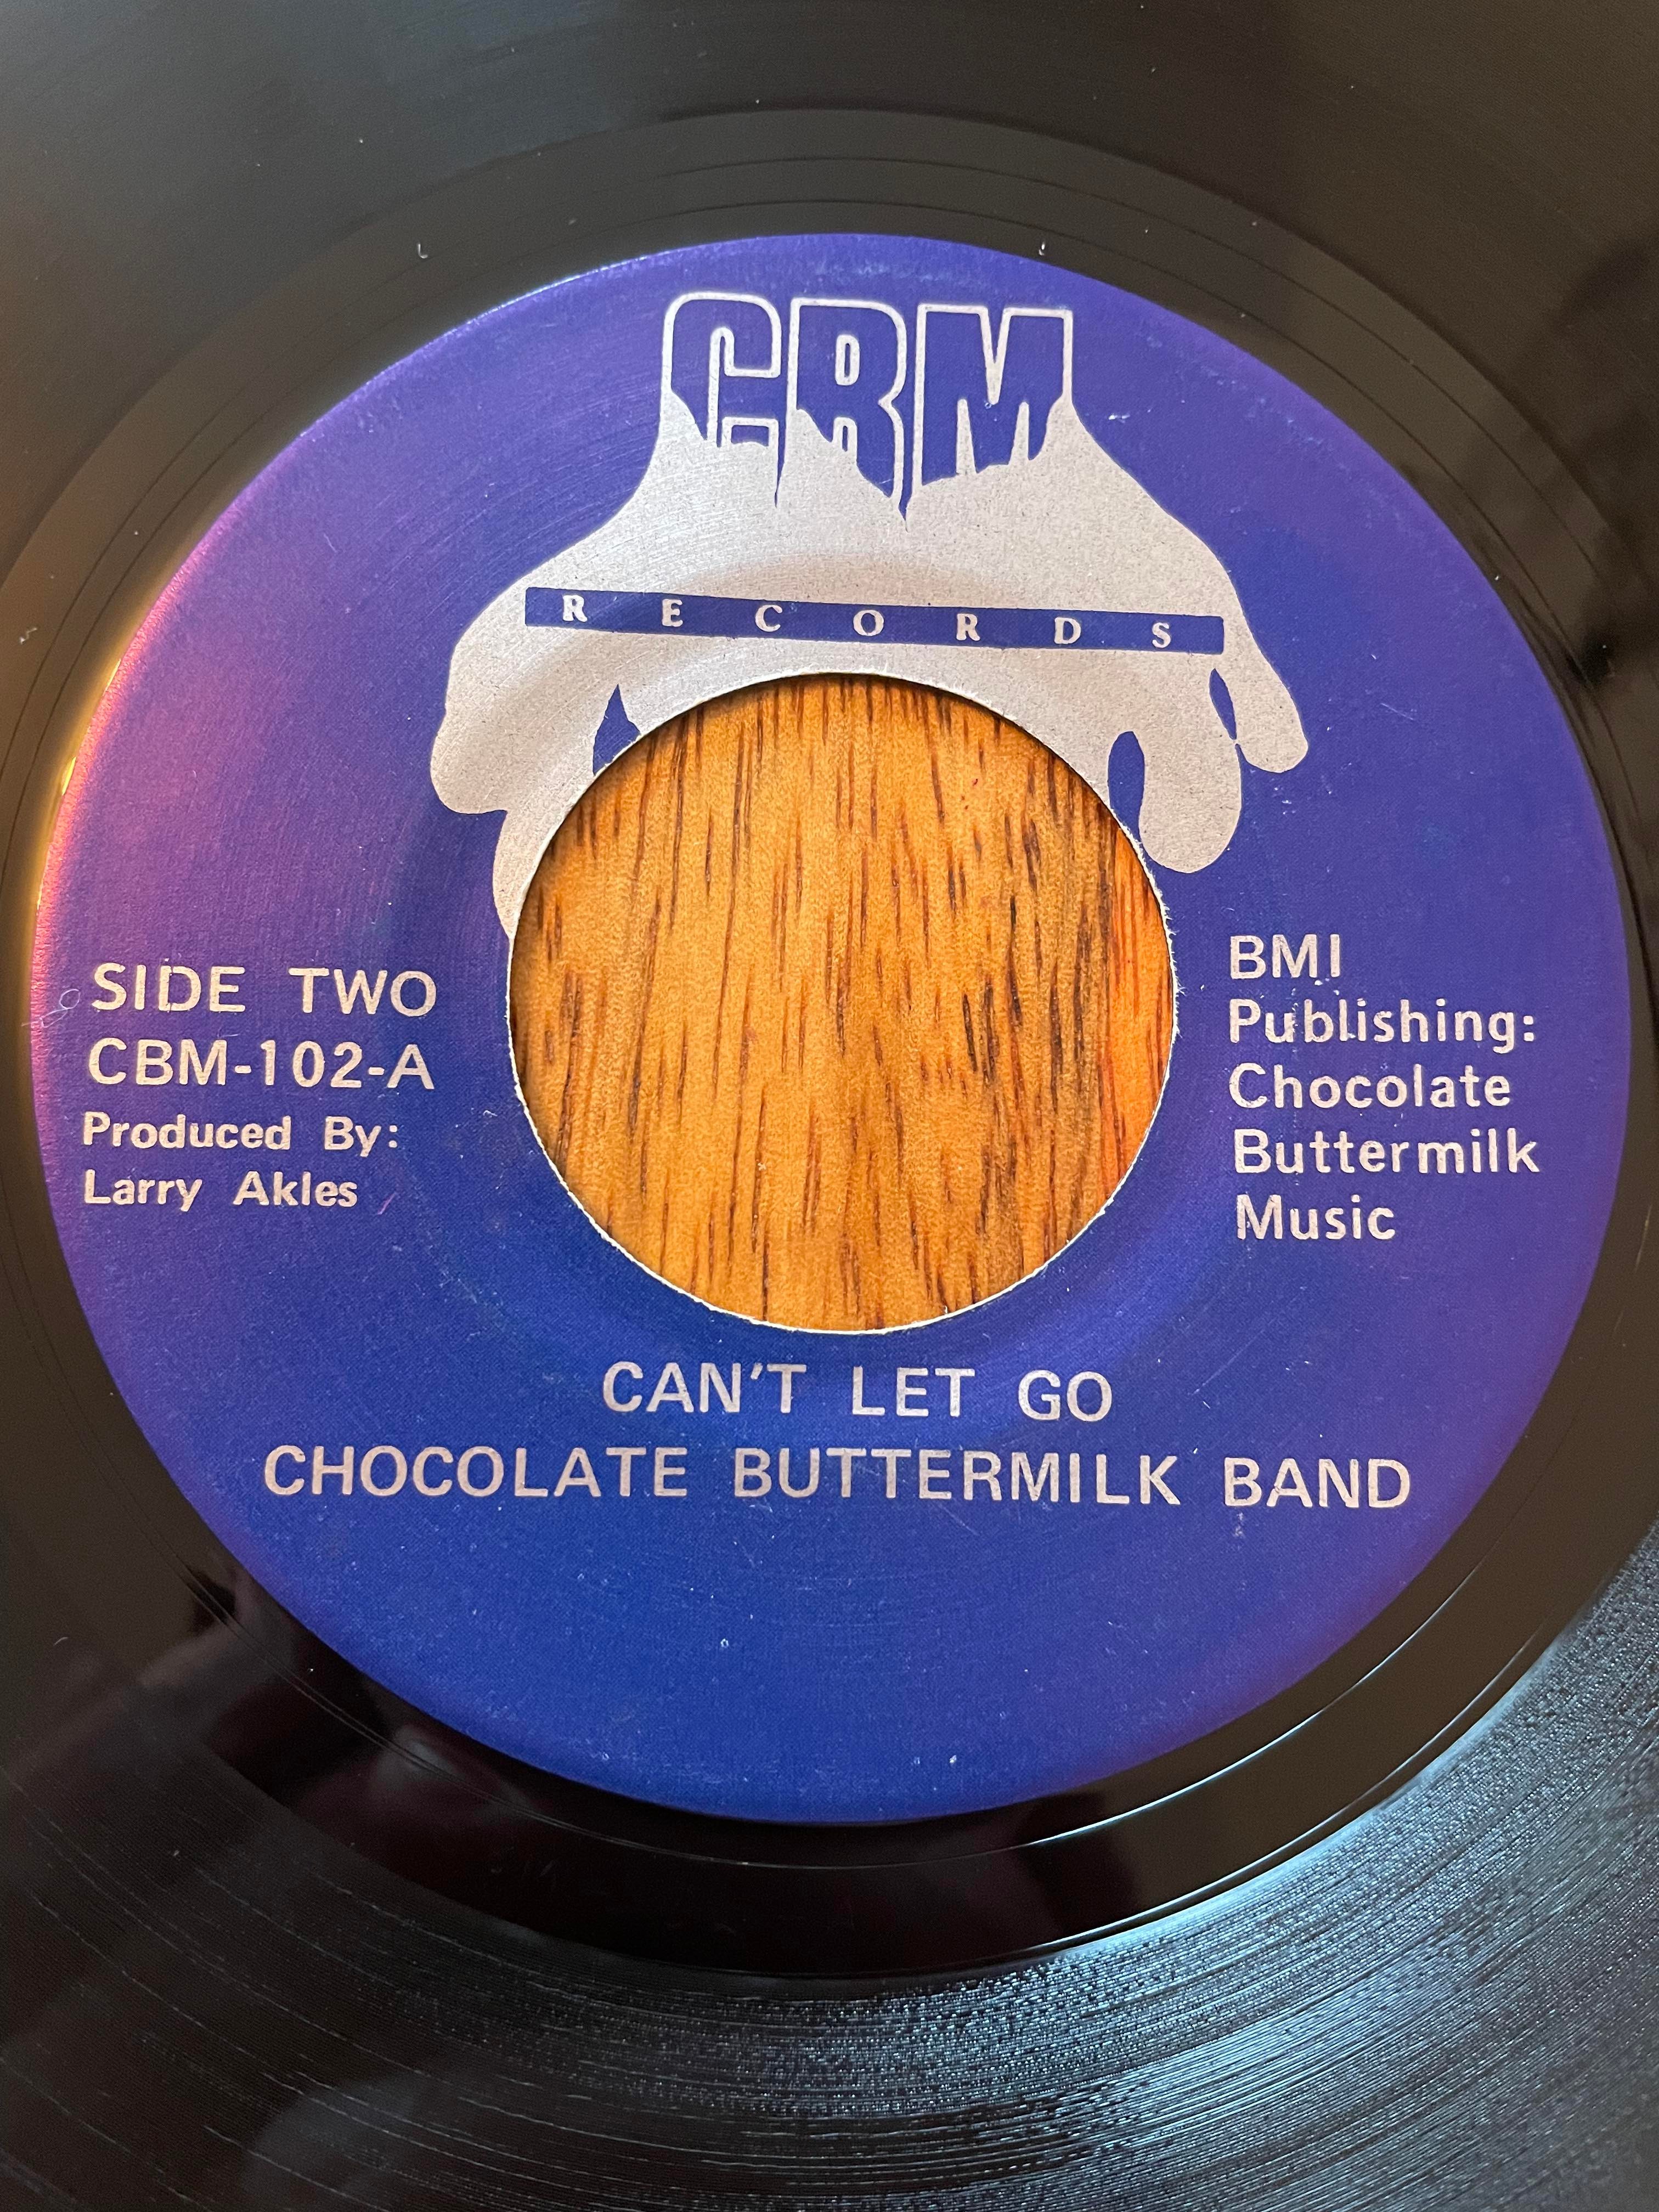 CBM
RECORDS
SIDE TWO
CBM-102-A
Produced By:
Larry Akles
BMI
Publishing:
Chocolate
Buttermilk
Music
CAN'T LET GO
CHOCOLATE BUTTERMILK BAND